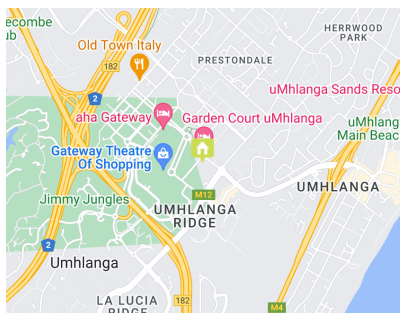 ecombe
ub
HERRWOOD
PARK
Old Town Italy
PRESTONDALE
182
uMhlanga Sands Reso
2
aha Gateway
Garden Court uMhlanga
uMhlang
Main Beac
Gateway Theatre
Of Shopping
UMHLANGA
M12
Jimmy Jungles
UMHLANGA
RIDGE
2
Umhlanga
LA LUCIA
RIDGE
182
M4